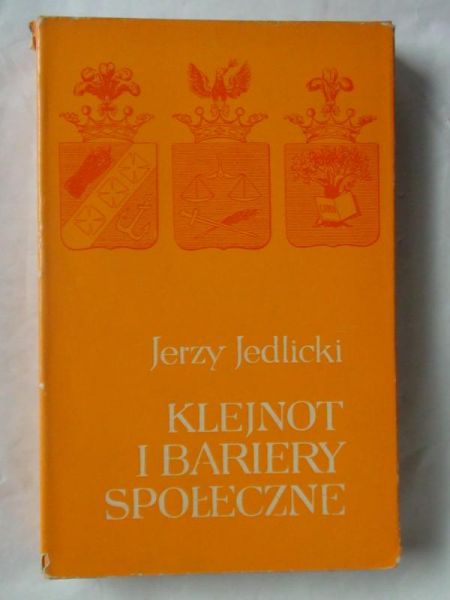 Jerzy Jedlicki
KLEJNOT
I BARIERY
SPOŁECZNE